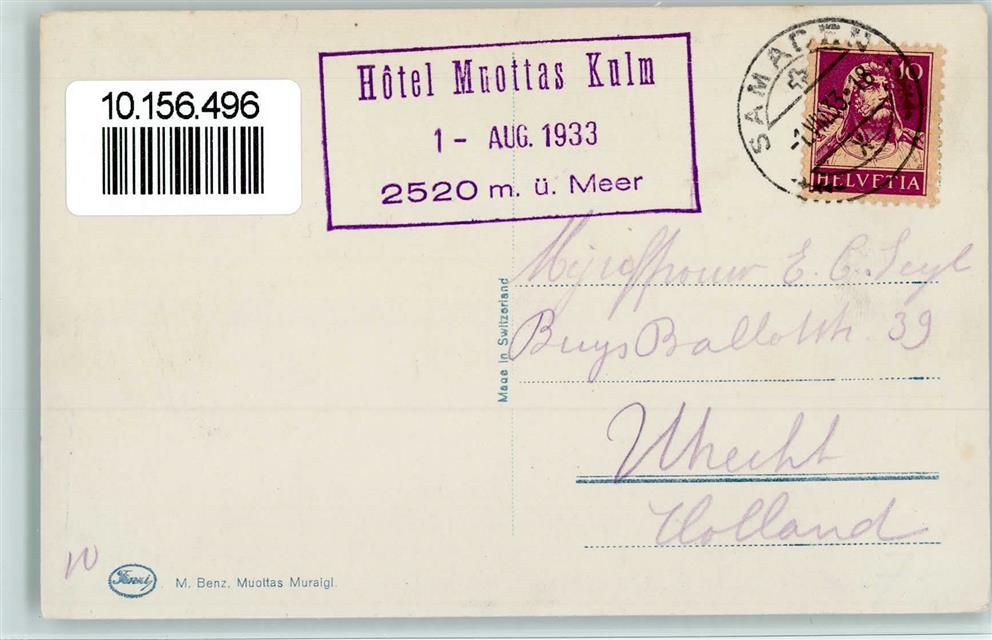 10.156.496
Hôtel Muottas Kulm
1 - AUG. 1933
2520 m. ü. Meer
SAMADEN
10
HELVETIA
Mejuffrouw E. C.
Buys Ballotstr. 39
Utrecht
Holland
Made in Switzerland
M. Benz, Muottas Muraigl.